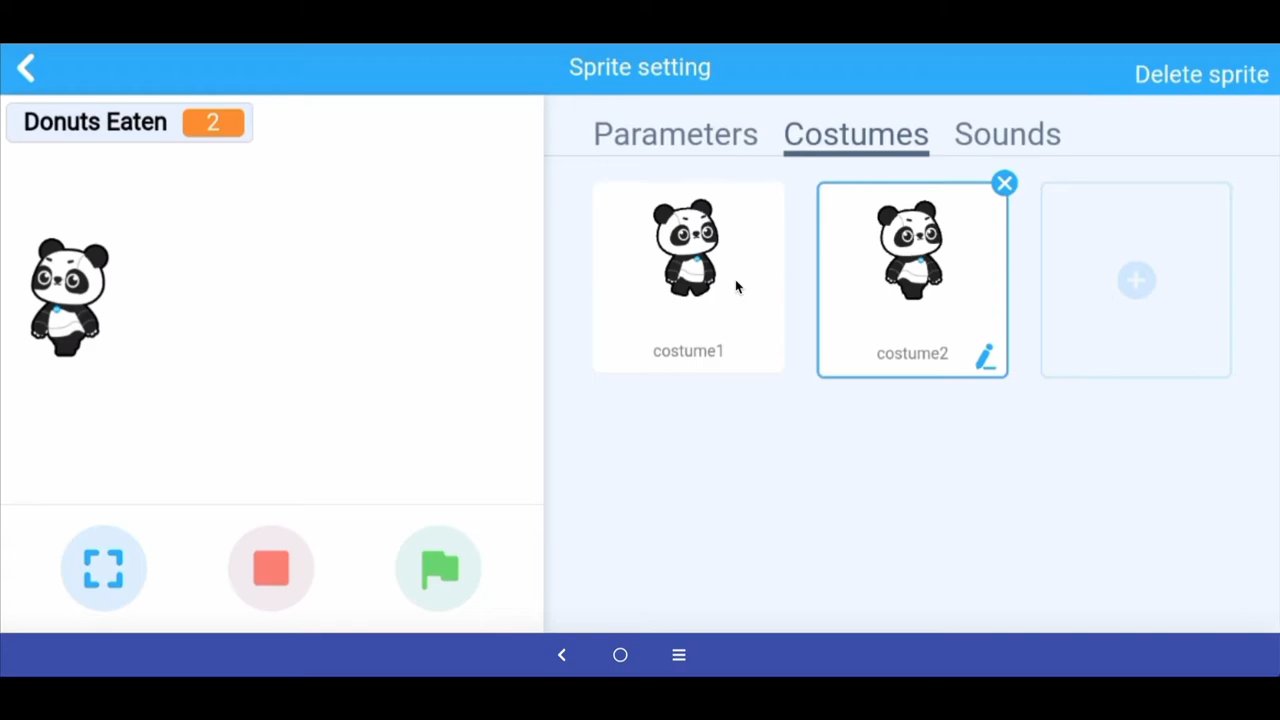 Sprite setting
Delete sprite
Donuts Eaten 2
Parameters Costumes Sounds
costume1
costume2